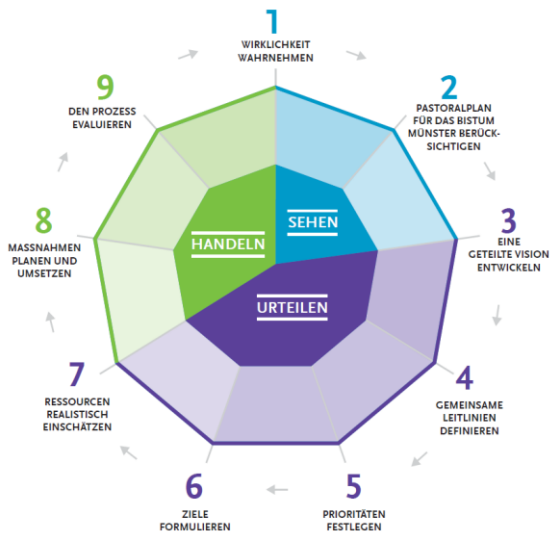 1
WIRKLICHKEIT
WAHRNEHMEN
2
PASTORALPLAN
FÜR DAS BISTUM
MÜNSTER BERÜCK-
SICHTIGEN
3
EINE
GETEILTE VISION
ENTWICKELN
4
GEMEINSAME
LEITLINIEN
DEFINIEREN
5
PRIORITÄTEN
FESTLEGEN
6
ZIELE
FORMULIEREN
7
RESSOURCEN
REALISTISCH
EINSCHÄTZEN
8
MASSNAHMEN
PLANEN UND
UMSETZEN
9
DEN PROZESS
EVALUIEREN
SEHEN
URTEILEN
HANDELN